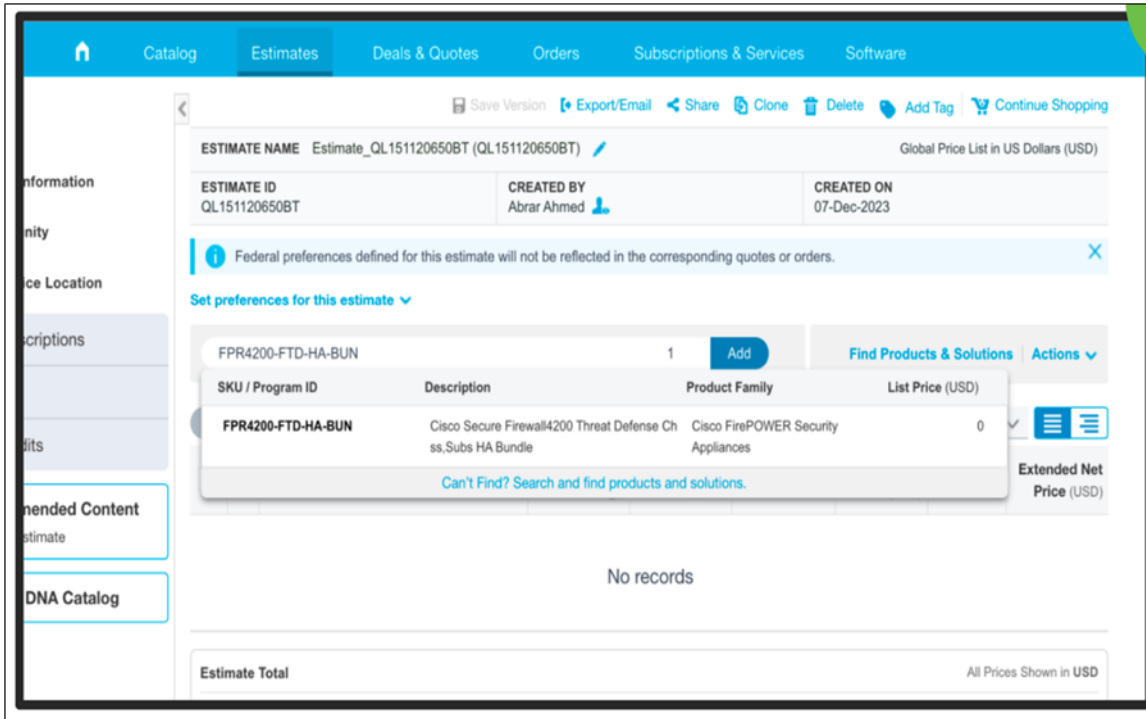 Catalog Estimates Deals & Quotes Orders Subscriptions & Services Software
Save Version Export/Email Share Clone Delete Add Tag Continue Shopping
ESTIMATE NAME Estimate_QL151120650BT (QL151120650BT) Global Price List in US Dollars (USD)
nformation
ESTIMATE ID CREATED BY CREATED ON
QL151120650BT Abrar Ahmed 07-Dec-2023
nity
Federal preferences defined for this estimate will not be reflected in the corresponding quotes or orders.
ice Location
Set preferences for this estimate
criptions
FPR4200-FTD-HA-BUN 1 Add Find Products & Solutions Actions
SKU / Program ID Description Product Family List Price (USD)
FPR4200-FTD-HA-BUN Cisco Secure Firewall4200 Threat Defense Ch Cisco FirePOWER Security 0
ss,Subs HA Bundle Appliances
dits
Can't Find? Search and find products and solutions.
Extended Net
Price (USD)
nended Content
stimate
No records
DNA Catalog
Estimate Total All Prices Shown in USD